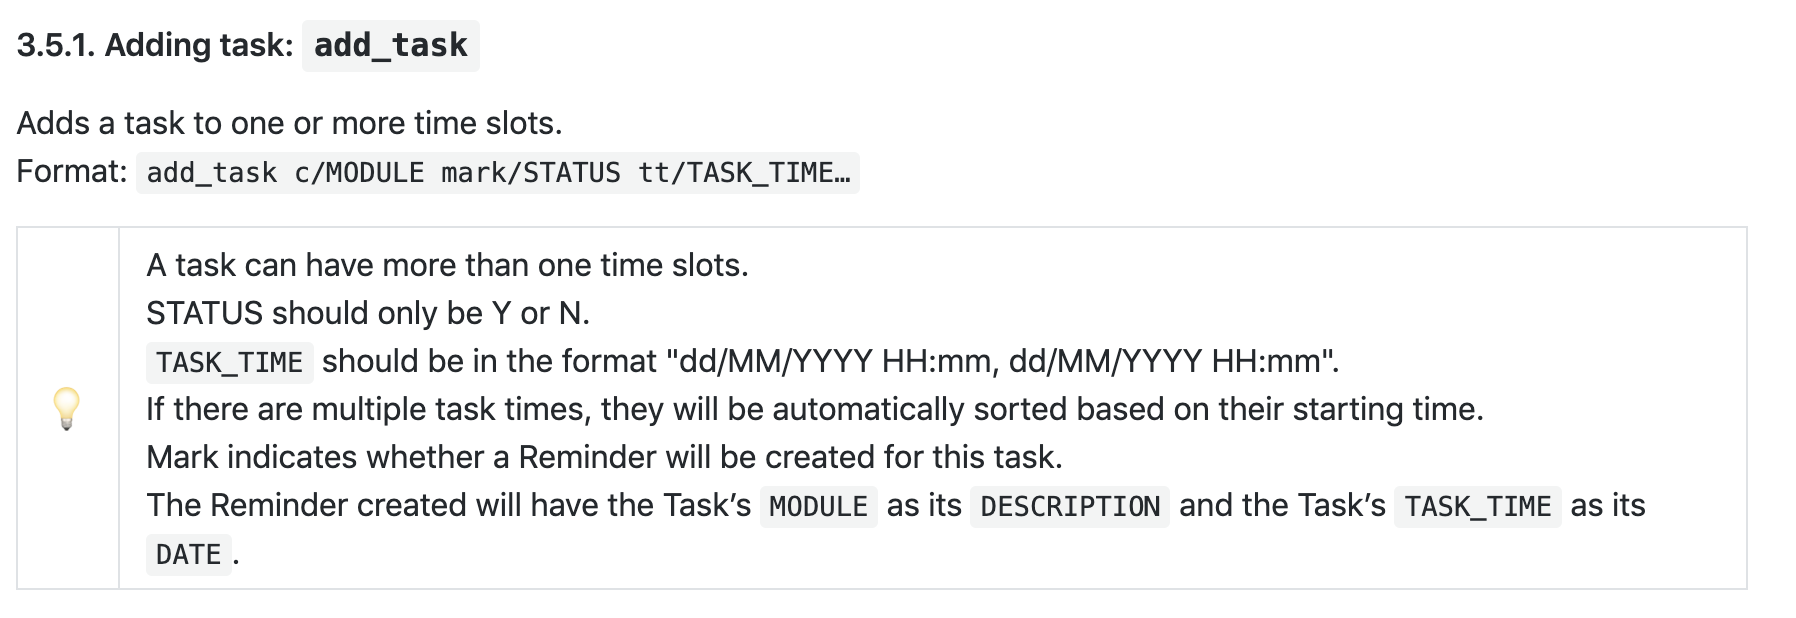 3.5.1. Adding task: add_task
Adds a task to one or more time slots.
Format: add_task c/MODULE mark/STATUS tt/TASK_TIME…
A task can have more than one time slots.
STATUS should only be Y or N.
TASK_TIME should be in the format "dd/MM/YYYY HH:mm, dd/MM/YYYY HH:mm".
If there are multiple task times, they will be automatically sorted based on their starting time.
Mark indicates whether a Reminder will be created for this task.
The Reminder created will have the Task’s MODULE as its DESCRIPTION and the Task’s TASK_TIME as its
DATE.